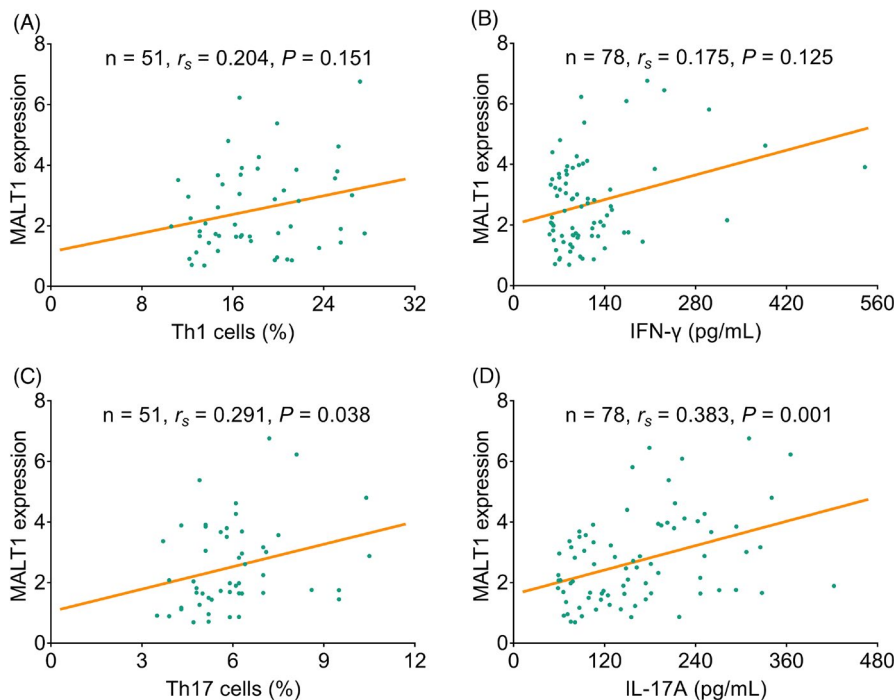 (A)
n = 51, rs = 0.204, P = 0.151
MALT1 expression
8
6
4
2
0
0 8 16 24 32
Th1 cells (%)
(B)
n = 78, rs = 0.175, P = 0.125
MALT1 expression
8
6
4
2
0
0 140 280 420 560
IFN-γ (pg/mL)
(C)
n = 51, rs = 0.291, P = 0.038
MALT1 expression
8
6
4
2
0
0 3 6 9 12
Th17 cells (%)
(D)
n = 78, rs = 0.383, P = 0.001
MALT1 expression
8
6
4
2
0
0 120 240 360 480
IL-17A (pg/mL)